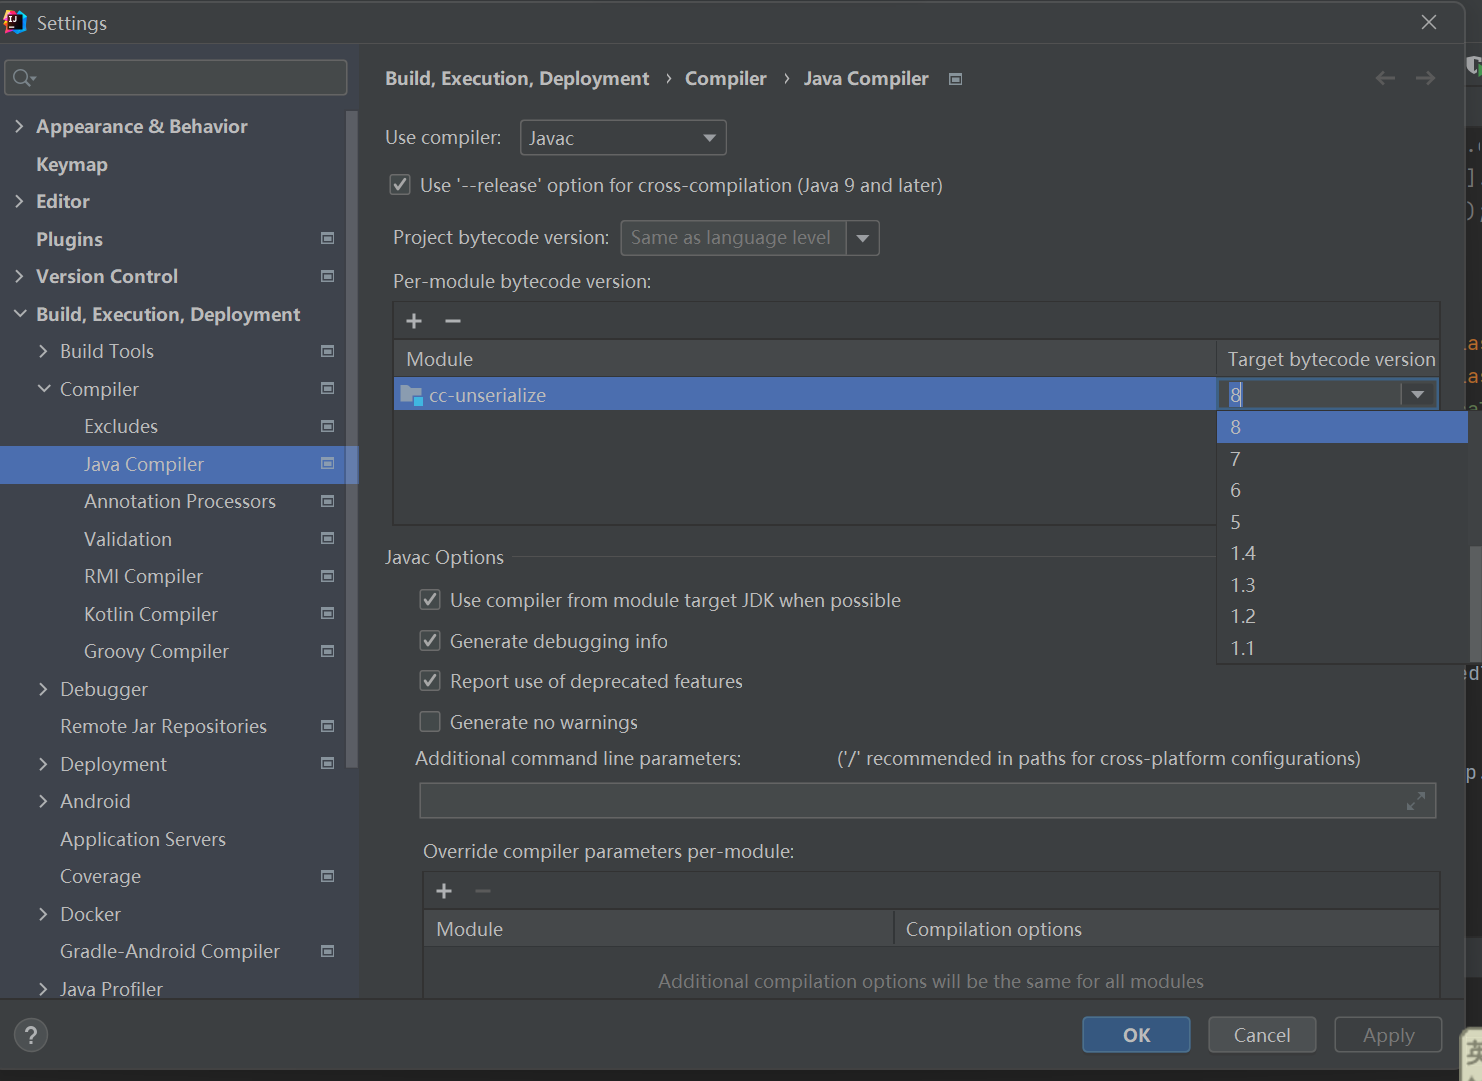 Settings
Build, Execution, Deployment › Compiler › Java Compiler
Appearance & Behavior
Keymap
Editor
Plugins
Version Control
Build, Execution, Deployment
Build Tools
Compiler
Excludes
Java Compiler
Annotation Processors
Validation
RMI Compiler
Kotlin Compiler
Groovy Compiler
Debugger
Remote Jar Repositories
Deployment
Android
Application Servers
Coverage
Docker
Gradle-Android Compiler
Java Profiler
Use compiler: Javac
Use '--release' option for cross-compilation (Java 9 and later)
Project bytecode version: Same as language level
Per-module bytecode version:
Module Target bytecode version
cc-unserialize 8
8
7
6
5
1.4
1.3
1.2
1.1
Javac Options
Use compiler from module target JDK when possible
Generate debugging info
Report use of deprecated features
Generate no warnings
Additional command line parameters: ('/' recommended in paths for cross-platform configurations)
Override compiler parameters per-module:
Module Compilation options
Additional compilation options will be the same for all modules
? OK Cancel Apply